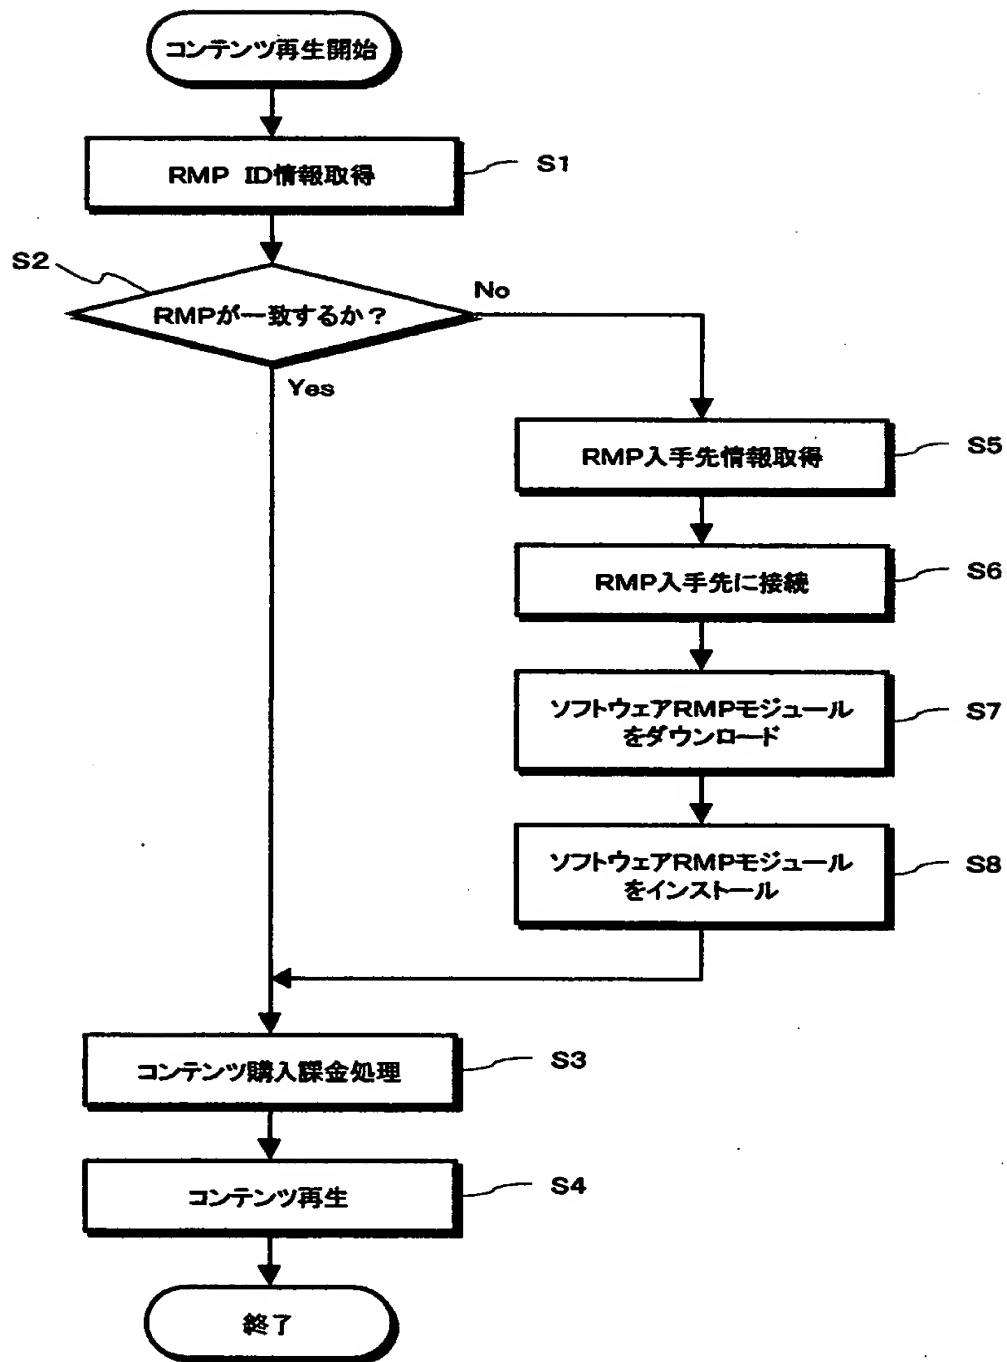 コンテンツ再生開始
RMP ID情報取得
S1
S2
RMPが一致するか？
No
Yes
RMP入手先情報取得
S5
RMP入手先に接続
S6
ソフトウェアRMPモジュール
をダウンロード
S7
ソフトウェアRMPモジュール
をインストール
S8
コンテンツ購入課金処理
S3
コンテンツ再生
S4
終了